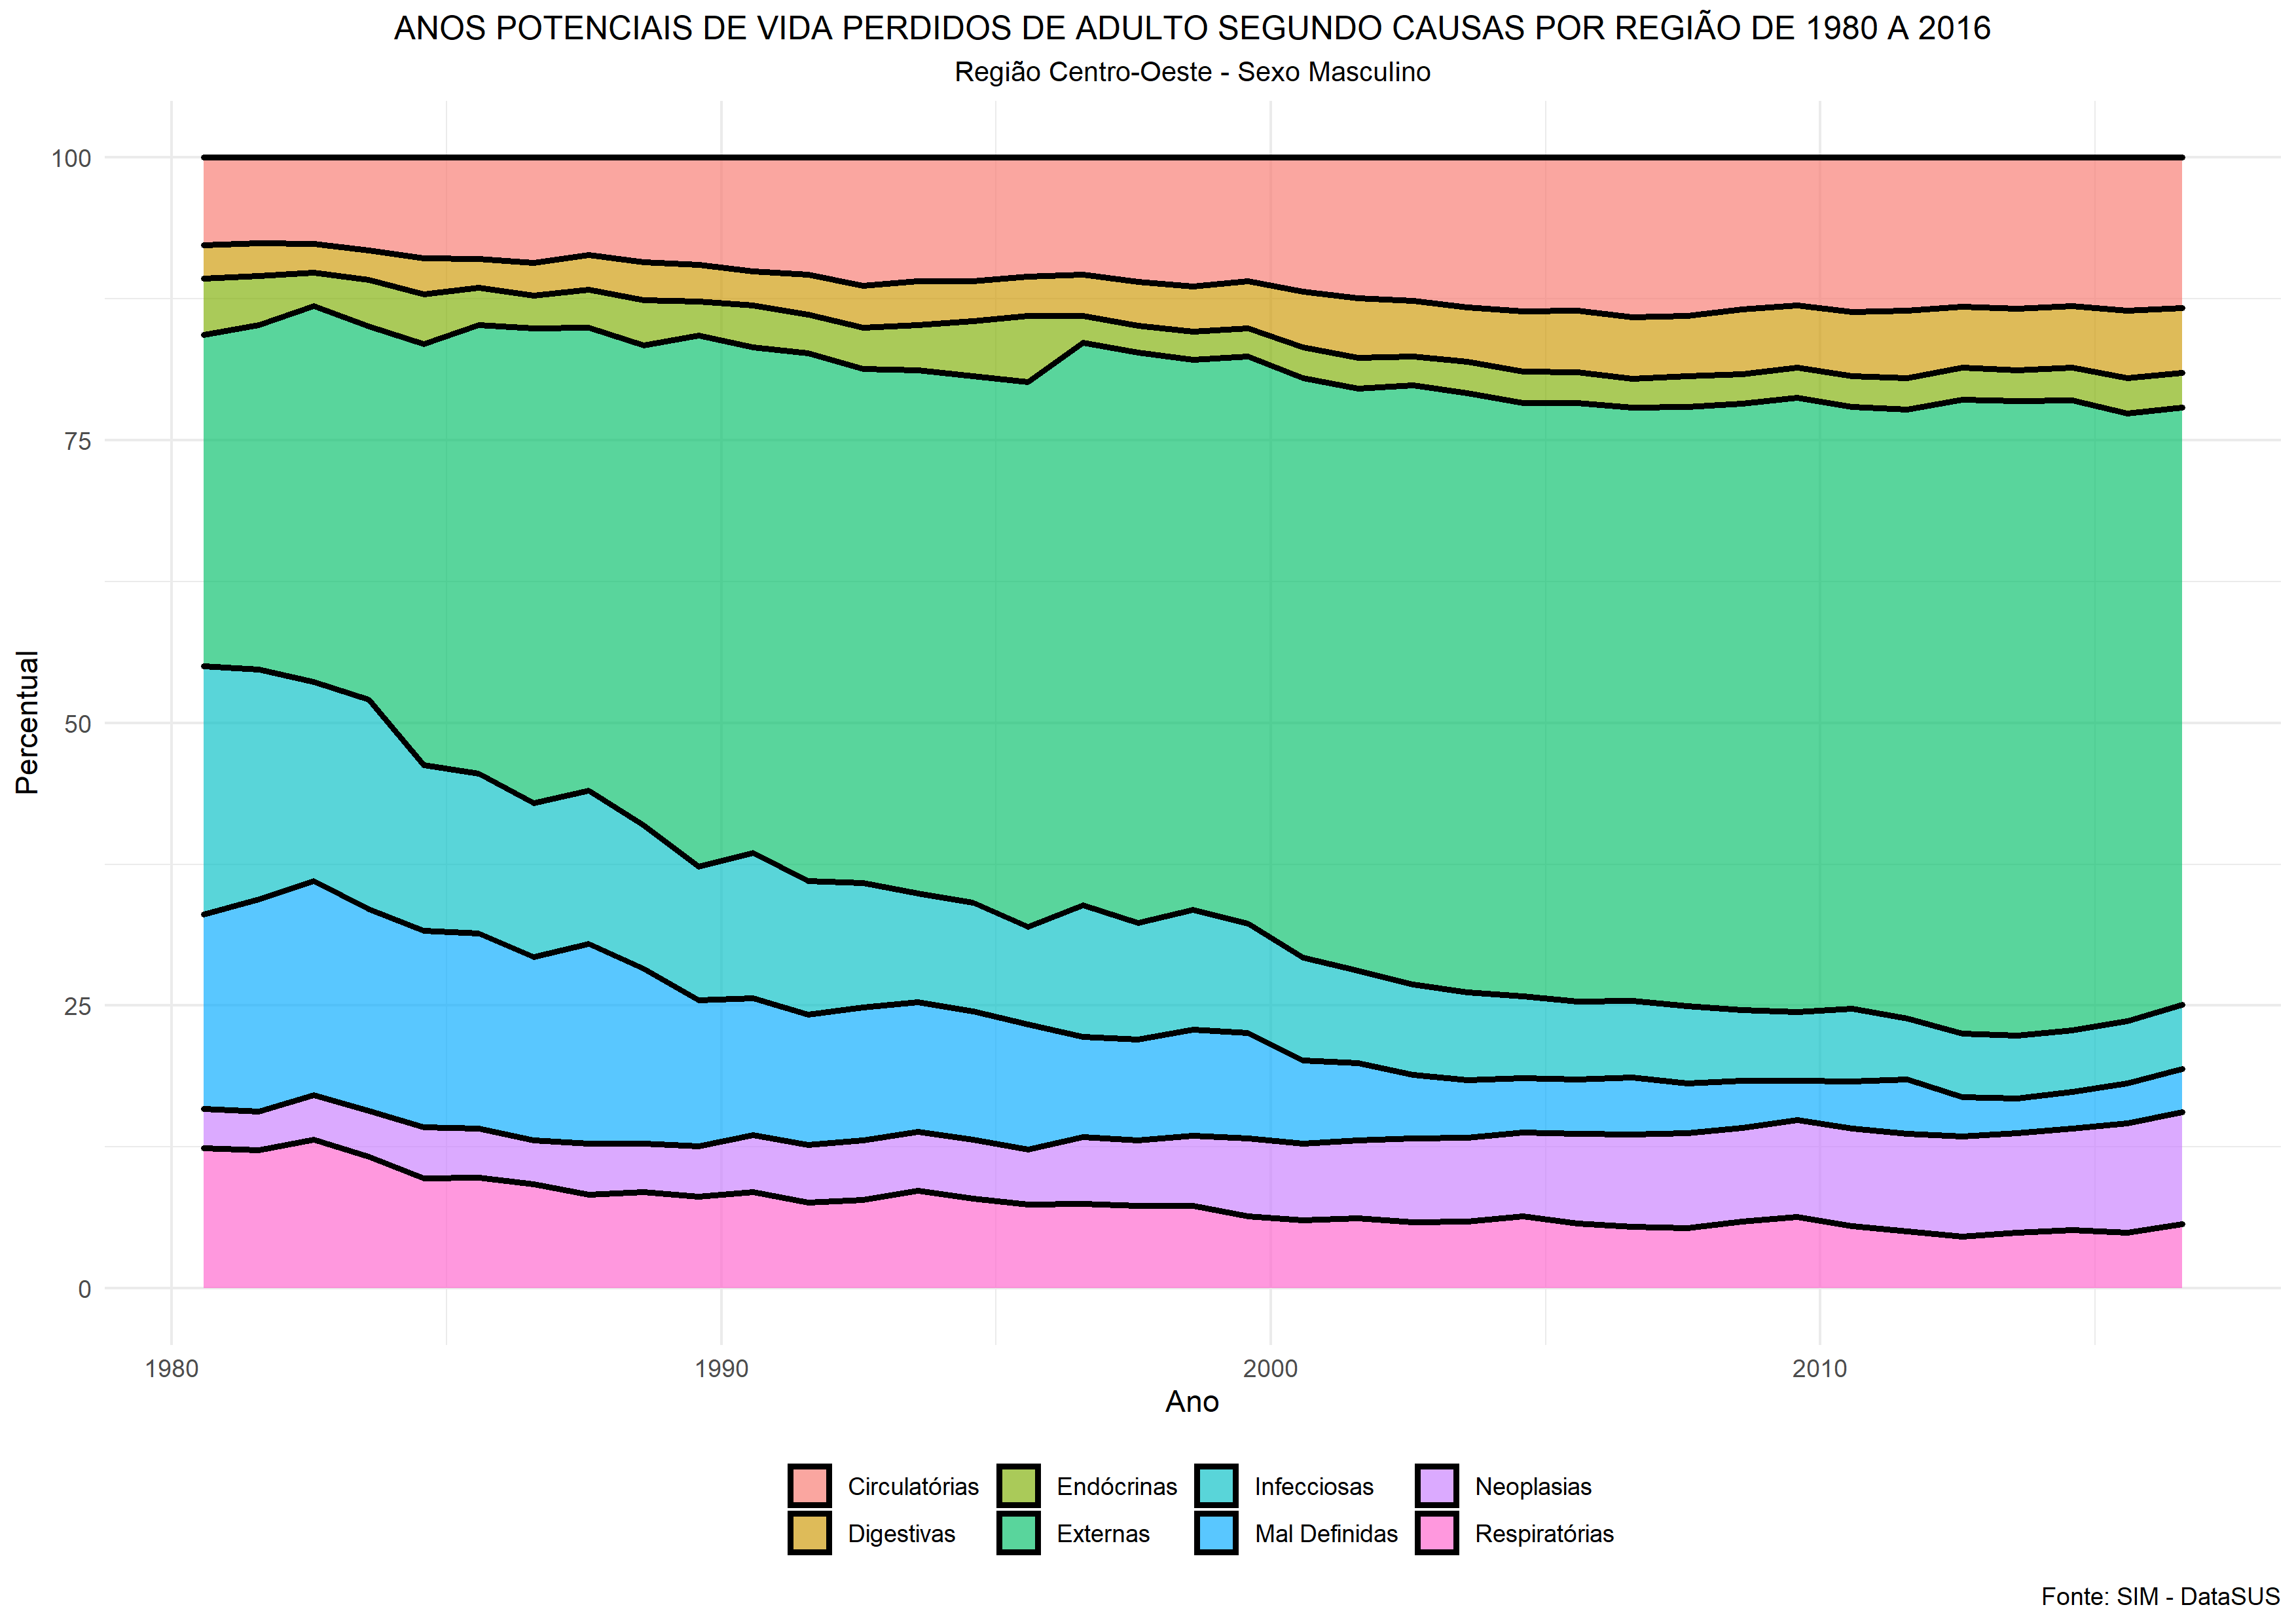 ANOS POTENCIAIS DE VIDA PERDIDOS DE ADULTO SEGUNDO CAUSAS POR REGIÃO DE 1980 A 2016
Região Centro-Oeste - Sexo Masculino
100
75
50
25
0
Percentual
1980 1990 2000 2010
Ano
Circulatórias Endócrinas Infecciosas Neoplasias
Digestivas Externas Mal Definidas Respiratórias
Fonte: SIM - DataSUS